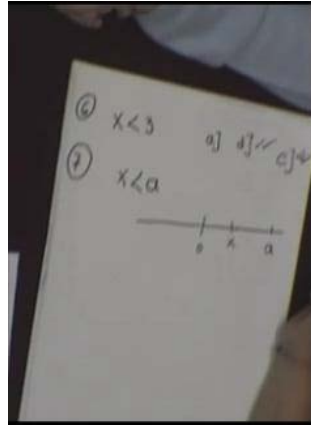 ⑥ x<3
a] d]✓✓ c]
⑦ x<a
0 x a